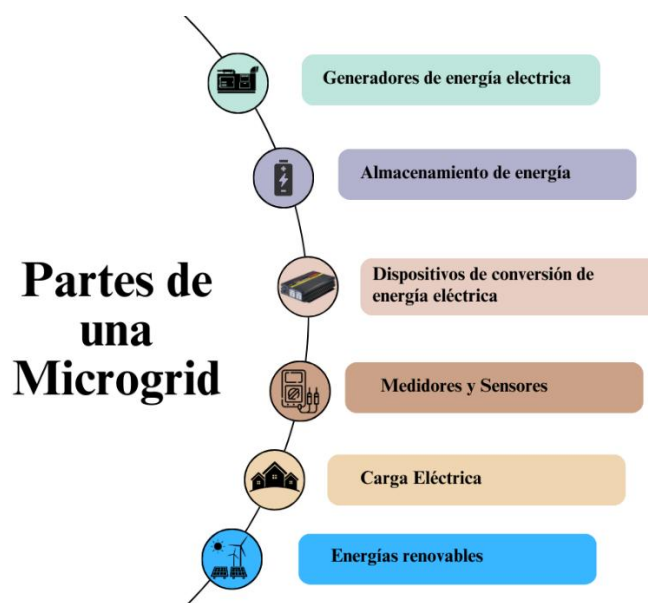 Generadores de energía electrica
Almacenamiento de energía
Partes de
una
Microgrid
Dispositivos de conversión de
energía eléctrica
Medidores y Sensores
Carga Eléctrica
Energías renovables